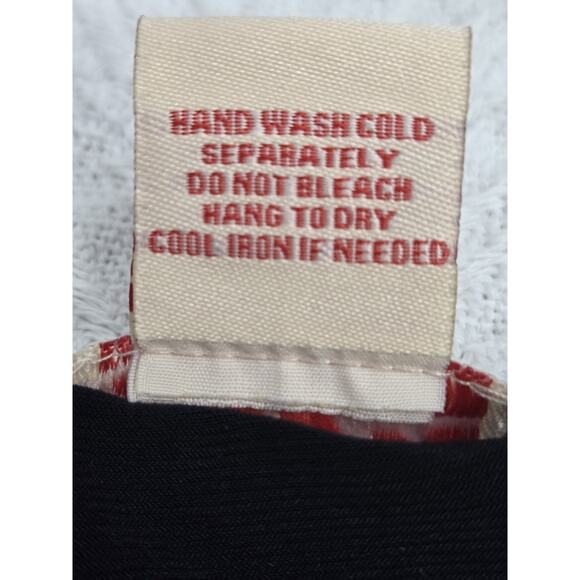 HAND WASH COLD
SEPARATELY
DO NOT BLEACH
HANG TO DRY
COOL IRON IF NEEDED